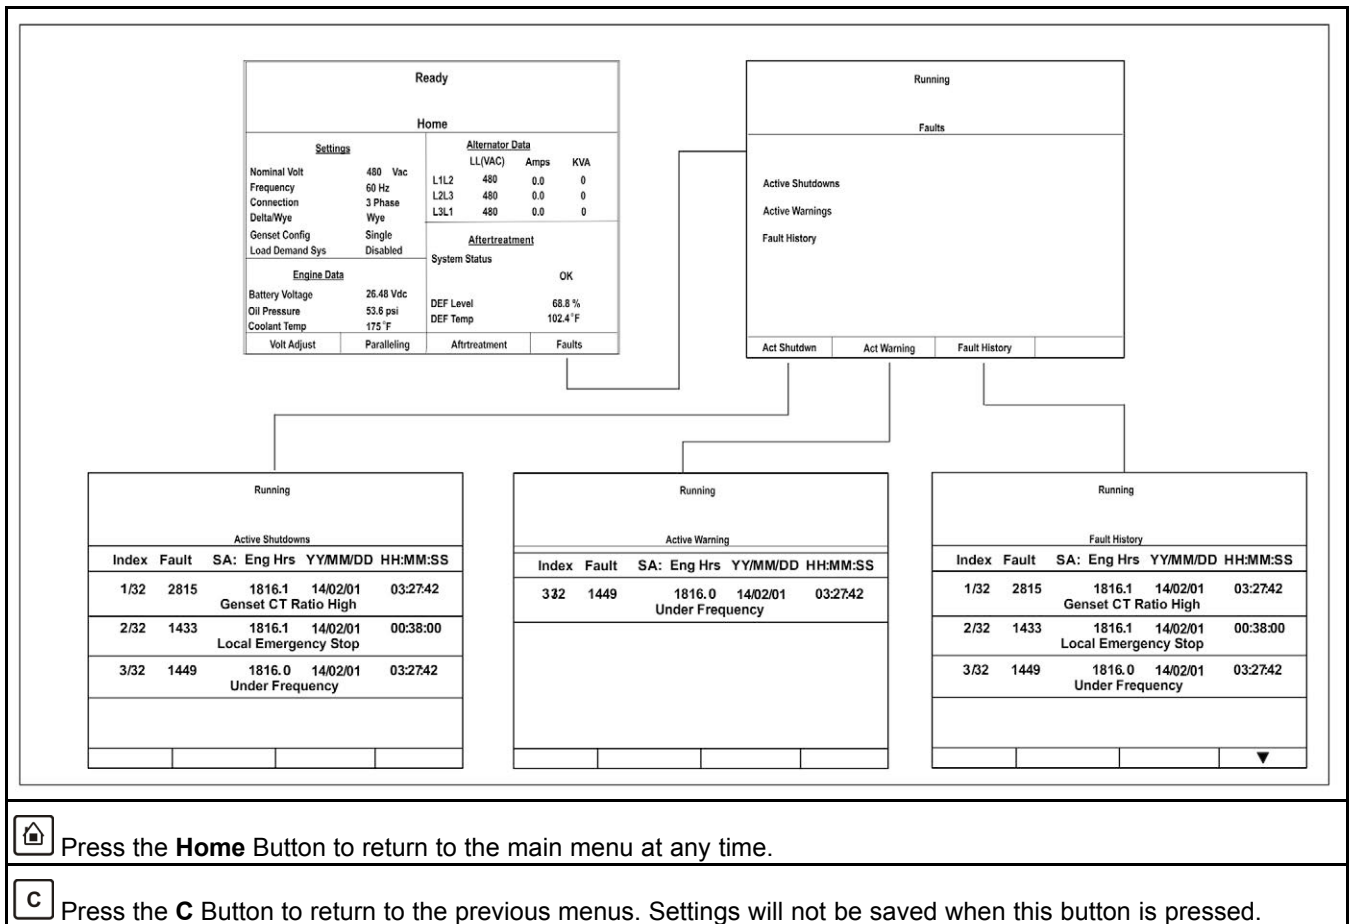 Ready
Home
Settings
Nominal Volt 480 Vac
Frequency 60 Hz
Connection 3 Phase
Delta/Wye Wye
Genset Config Single
Load Demand Sys Disabled
Engine Data
Battery Voltage 26.48 Vdc
Oil Pressure 53.6 psi
Coolant Temp 175°F
Alternator Data
LL(VAC) Amps KVA
L1L2 480 0.0 0
L2L3 480 0.0 0
L3L1 480 0.0 0
Aftertreatment
System Status
OK
DEF Level 68.8 %
DEF Temp 102.4°F
Volt Adjust Paralleling Aftrtreatment Faults
Running
Faults
Active Shutdowns
Active Warnings
Fault History
Act Shutdwn Act Warning Fault History
Running
Active Shutdowns
Index Fault SA: Eng Hrs YY/MM/DD HH:MM:SS
1/32 2815 1816.1 14/02/01 03:27:42
Genset CT Ratio High
2/32 1433 1816.1 14/02/01 00:38:00
Local Emergency Stop
3/32 1449 1816.0 14/02/01 03:27:42
Under Frequency
Running
Active Warning
Index Fault SA: Eng Hrs YY/MM/DD HH:MM:SS
332 1449 1816.0 14/02/01 03:27:42
Under Frequency
Running
Fault History
Index Fault SA: Eng Hrs YY/MM/DD HH:MM:SS
1/32 2815 1816.1 14/02/01 03:27:42
Genset CT Ratio High
2/32 1433 1816.1 14/02/01 00:38:00
Local Emergency Stop
3/32 1449 1816.0 14/02/01 03:27:42
Under Frequency
▼
Press the Home Button to return to the main menu at any time.
C Press the C Button to return to the previous menus. Settings will not be saved when this button is pressed.